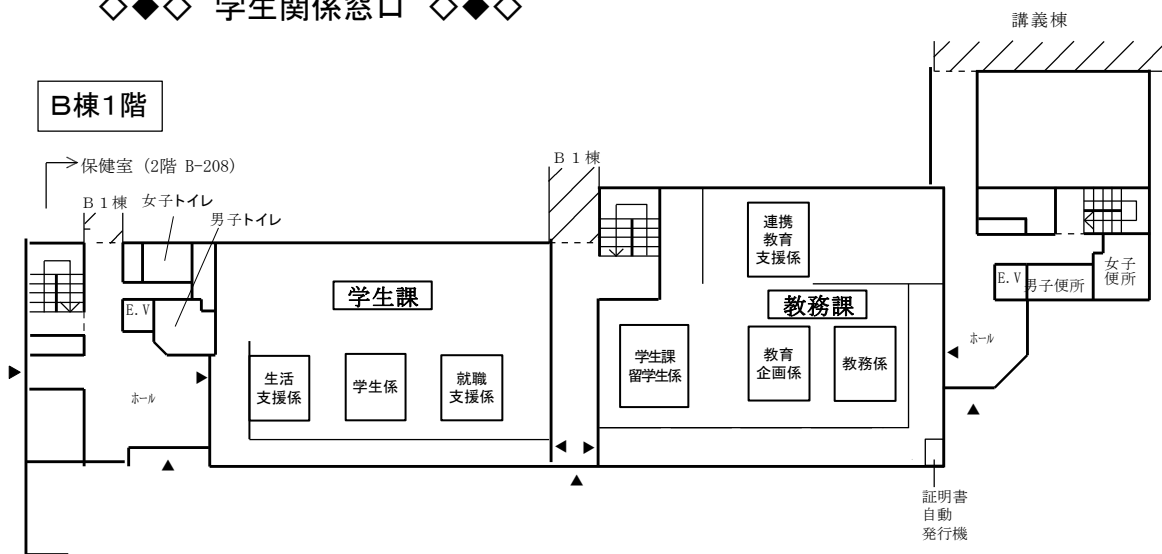 ◇◆◇ 学生関係窓口 ◇◆◇
講義棟
B棟1階
保健室 (2階 B-208)
B1棟
女子トイレ
男子トイレ
B1棟
連携
教育
支援係
E.V
学生課
教務課
E.V
男子便所
女子
便所
生活
支援係
学生係
就職
支援係
学生課
留学生係
教育
企画係
教務係
ホール
ホール
証明書
自動
発行機